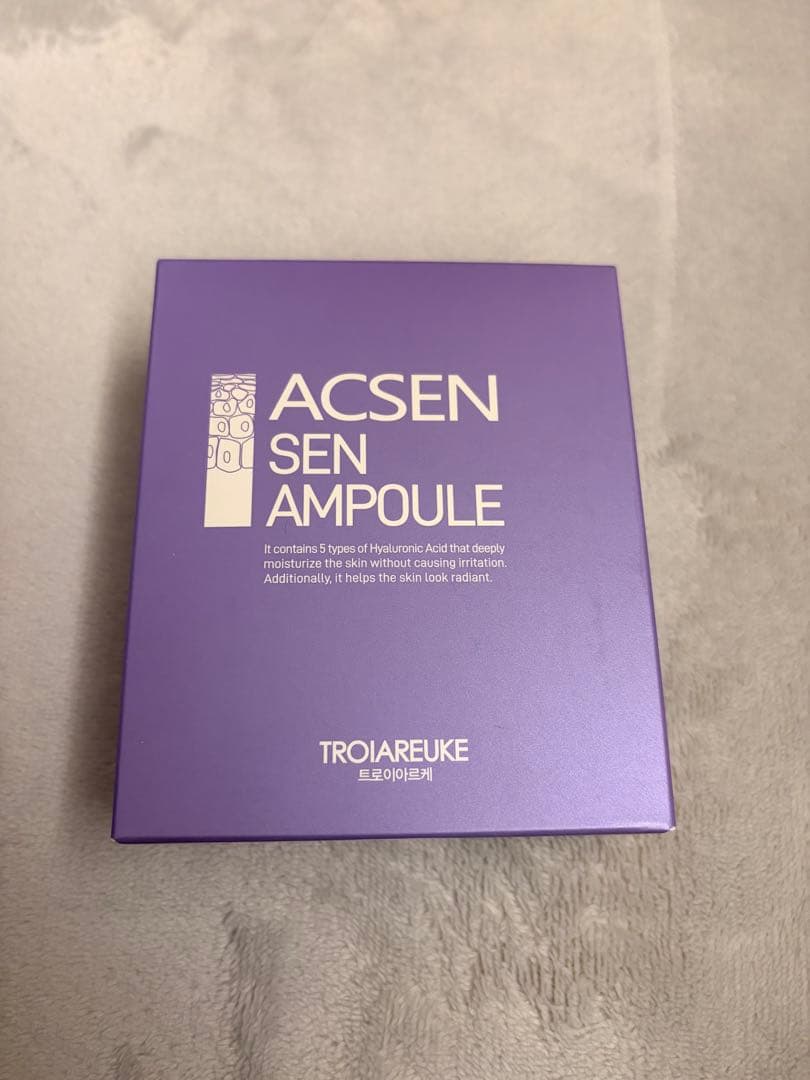 ACSEN
SEN
AMPOULE
It contains 5 types of Hyaluronic Acid that deeply
moisturize the skin without causing irritation.
Additionally, it helps the skin look radiant.
TROIAREUKE
트로이아르케